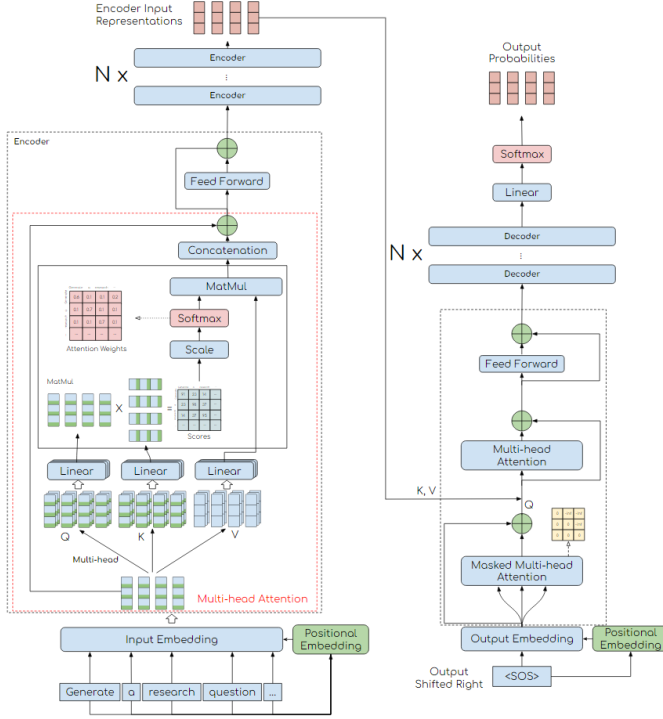 Encoder Input
Representations
N x
Encoder
...
Encoder
Encoder
Feed Forward
Concatenation
MatMul
Softmax
Attention Weights
Scale
MatMul
X
=
Scores
Linear
Linear
Linear
Q
K
V
Multi-head
Multi-head Attention
Input Embedding
Positional
Embedding
Generate
a
research
question
...
Output
Probabilities
Softmax
Linear
N x
Decoder
...
Decoder
Feed Forward
Multi-head
Attention
K, V
Q
Masked Multi-head
Attention
Output Embedding
Positional
Embedding
Output
Shifted Right
<SOS>